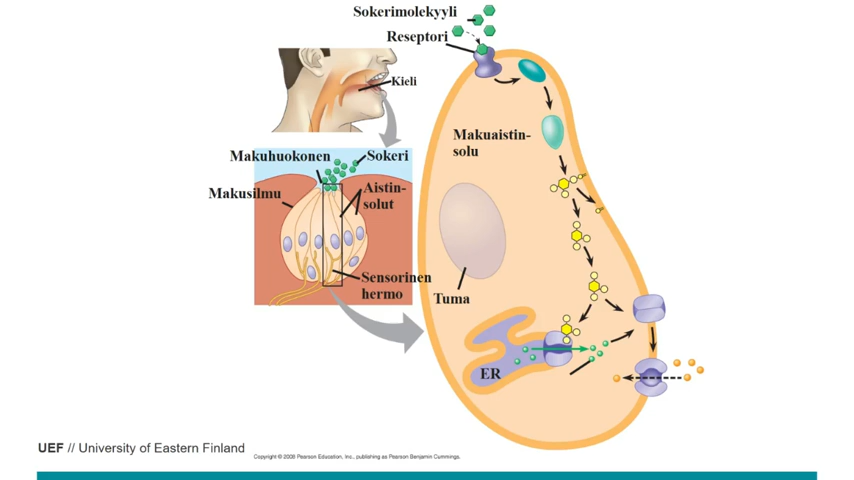 Sokerimolekyyli
Reseptori
Kieli
Makuaistin-
solu
Makuhuokonen
Sokeri
Makusilmu
Aistin-
solut
Sensorinen
hermo
Tuma
ER
UEF // University of Eastern Finland
Copyright © 2008 Pearson Education, Inc., publishing as Pearson Benjamin Cummings.